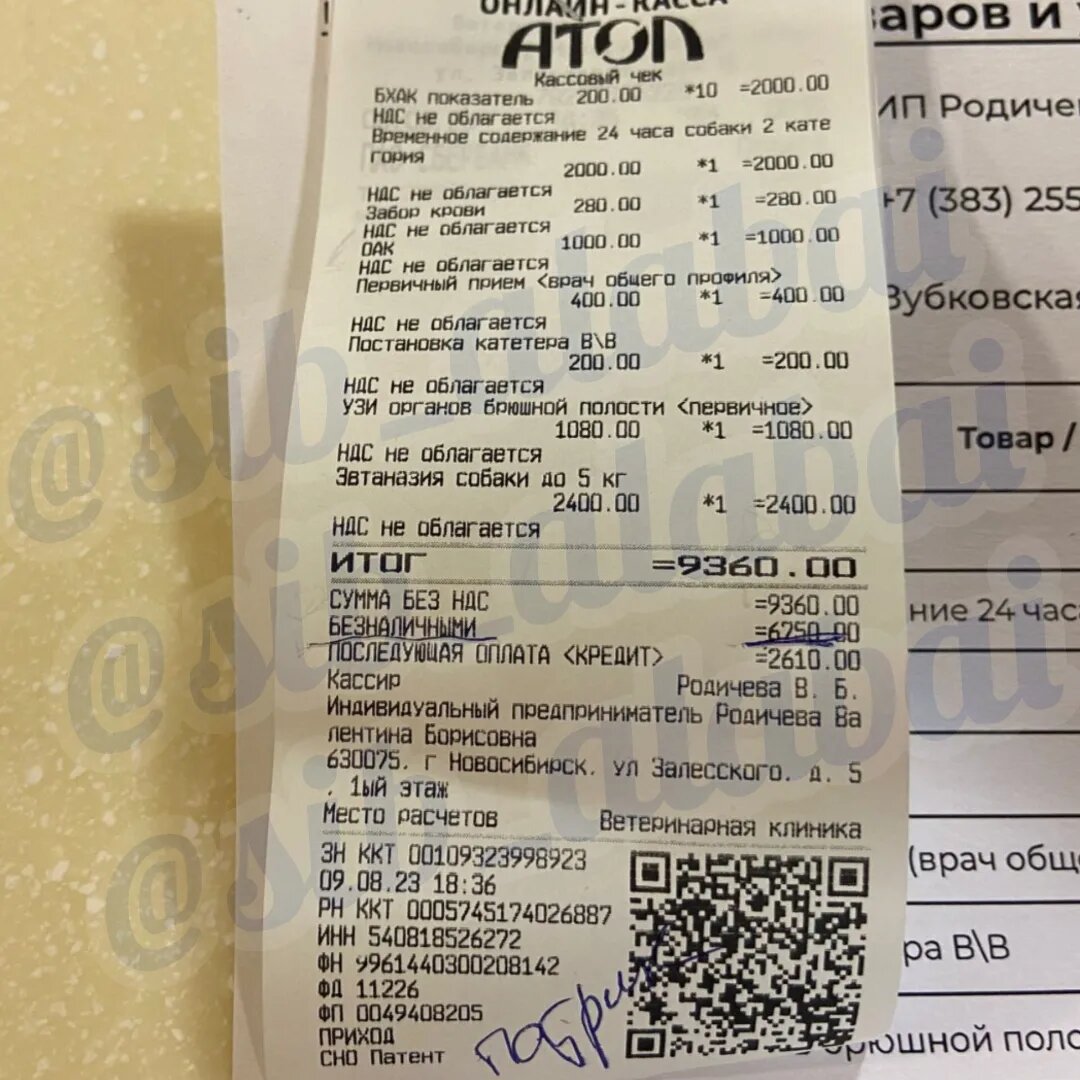 ОНЛАЙН-КАССА
АТОЛ
Кассовый чек
БХАК показатель 200.00 *10 =2000.00
НДС не облагается
Временное содержание 24 часа собаки 2 кате
гория
2000.00 *1 =2000.00
НДС не облагается
Забор крови 280.00 *1 =280.00
НДС не облагается
ОАК 1000.00 *1 =1000.00
НДС не облагается
Первичный прием <врач общего профиля>
400.00 *1 =400.00
НДС не облагается
Постановка катетера В\В
200.00 *1 =200.00
НДС не облагается
УЗИ органов брюшной полости <первичное>
1080.00 *1 =1080.00
НДС не облагается
Эвтаназия собаки до 5 кг
2400.00 *1 =2400.00
НДС не облагается
ИТОГ =9360.00
СУММА БЕЗ НДС =9360.00
БЕЗНАЛИЧНЫМИ =6750.00
ПОСЛЕДУЮЩАЯ ОПЛАТА <КРЕДИТ> =2610.00
Кассир Родичева В. Б.
Индивидуальный предприниматель Родичева Ва
лентина Борисовна
630075, г Новосибирск, ул Залесского, д. 5
, 1ый этаж
Место расчетов Ветеринарная клиника
ЗН ККТ 00109323998923
09.08.23 18:36
РН ККТ 0005745174026887
ИНН 540818526272
ФН 9961440300208142
ФД 11226
ФП 0049408205
ПРИХОД
СНО Патент
варов и
ИП Родичев
+7 (383) 255
Зубковская
Товар /
ние 24 часа
(врач обще
ра В\В
брюшной поло
@sib_alabai
@sib_alabai
@sib_alabai